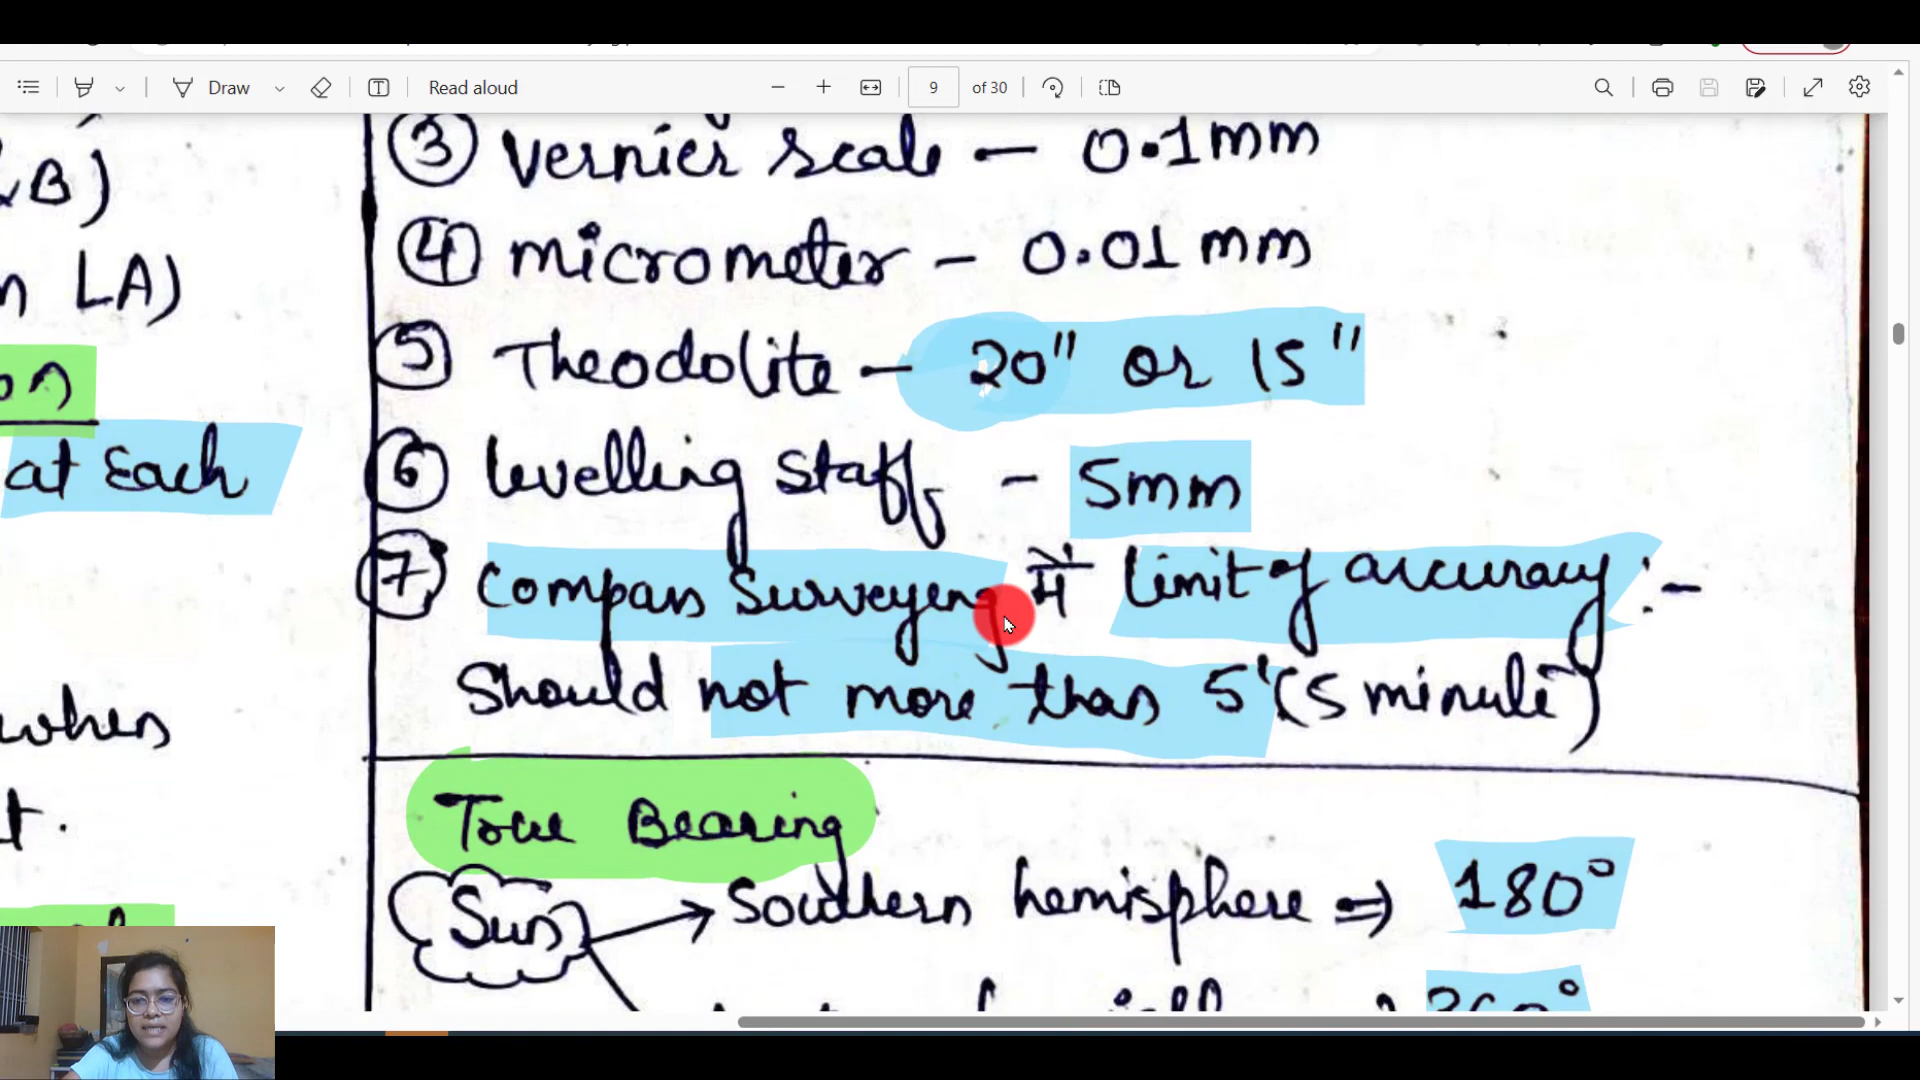 Draw
Read aloud
9 of 30
B)
LA)
at Each
when
t.
③ Vernier scale — 0.1mm
④ micrometer - 0.01 mm
⑤ Theodolite — 20" or 15"
⑥ levelling staff - 5mm
⑦ Compass Surveying में limit of accuracy :-
Should not more than 5' (5 minute)
True Bearing
Sun → Southern hemisphere ⇒ 180°
360°